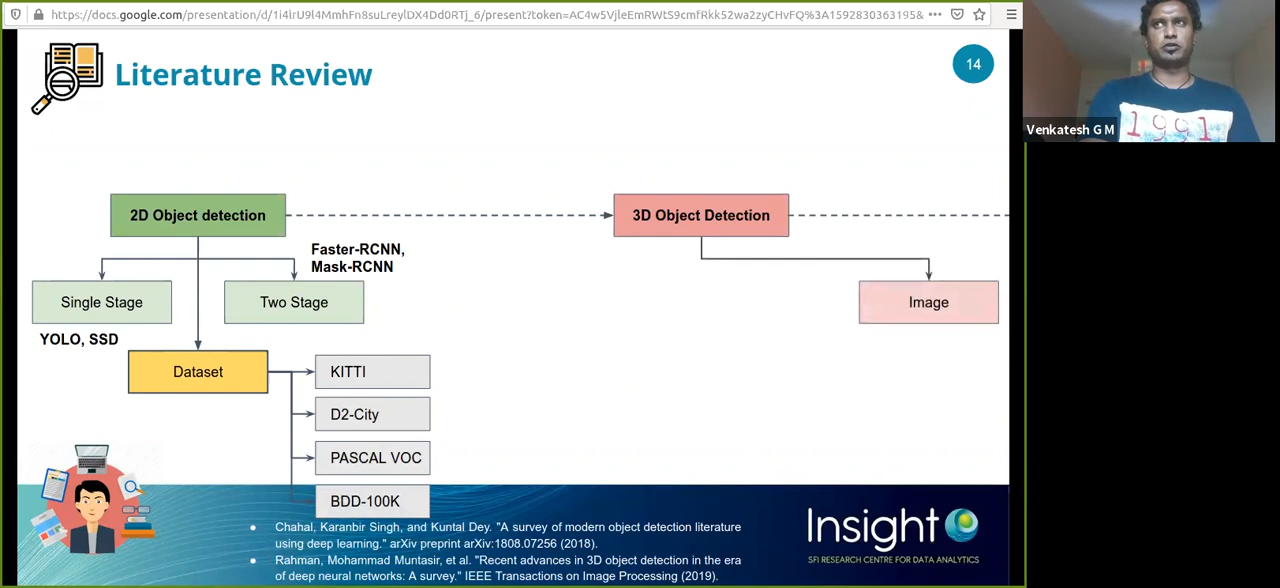 https://docs.google.com/presentation/d/1i4lrU9l4MmhFn8suLreylDX4Dd0RTj_6/present?token=AC4w5VjleEmRWtS9cmfRkk52wa2zyCHvFQ%3A1592830363195&
Literature Review
14
Venkatesh G M
1991
2D Object detection
3D Object Detection
Faster-RCNN,
Mask-RCNN
Single Stage
Two Stage
Image
YOLO, SSD
Dataset
KITTI
D2-City
PASCAL VOC
BDD-100K
• Chahal, Karanbir Singh, and Kuntal Dey. "A survey of modern object detection literature
using deep learning." arXiv preprint arXiv:1808.07256 (2018).
• Rahman, Mohammad Muntasir, et al. "Recent advances in 3D object detection in the era
of deep neural networks: A survey." IEEE Transactions on Image Processing (2019).
Insight
SFI RESEARCH CENTRE FOR DATA ANALYTICS